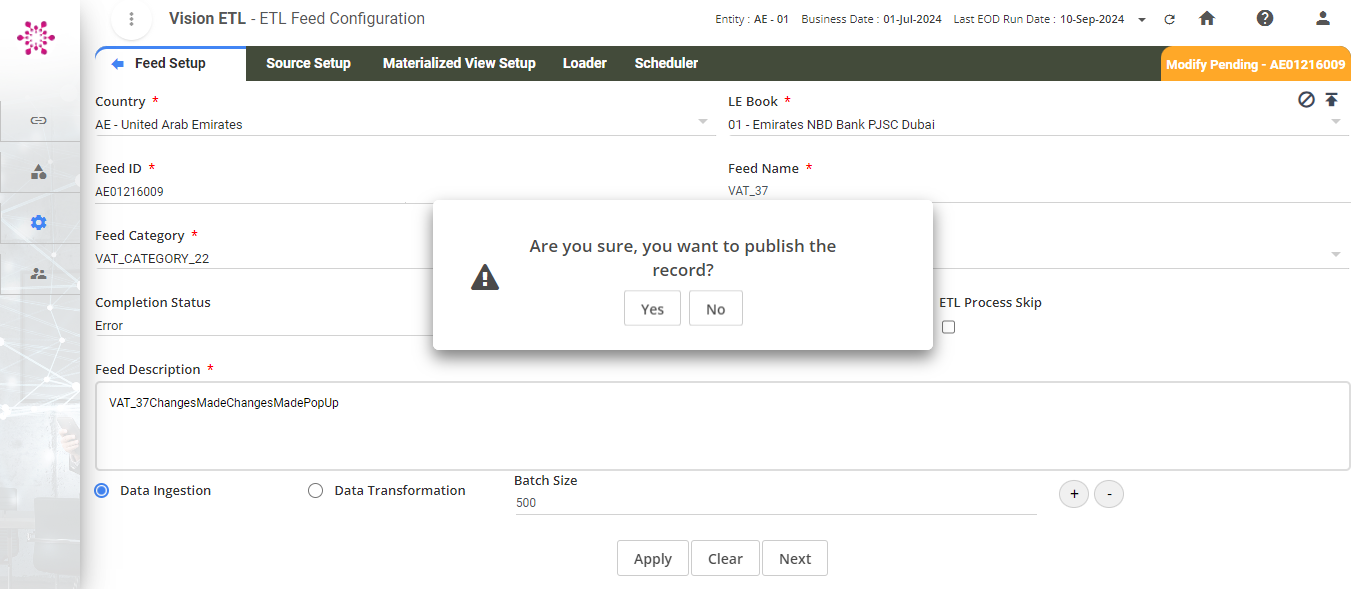 Vision ETL - ETL Feed Configuration
Entity : AE - 01 Business Date : 01-Jul-2024 Last EOD Run Date : 10-Sep-2024
Feed Setup
Source Setup
Materialized View Setup
Loader
Scheduler
Modify Pending - AE01216009
Country *
AE - United Arab Emirates
LE Book *
01 - Emirates NBD Bank PJSC Dubai
Feed ID *
AE01216009
Feed Name *
VAT_37
Feed Category *
VAT_CATEGORY_22
Are you sure, you want to publish the
record?
Yes
No
Completion Status
Error
ETL Process Skip
Feed Description *
VAT_37ChangesMadeChangesMadePopUp
Data Ingestion
Data Transformation
Batch Size
500
+
-
Apply
Clear
Next